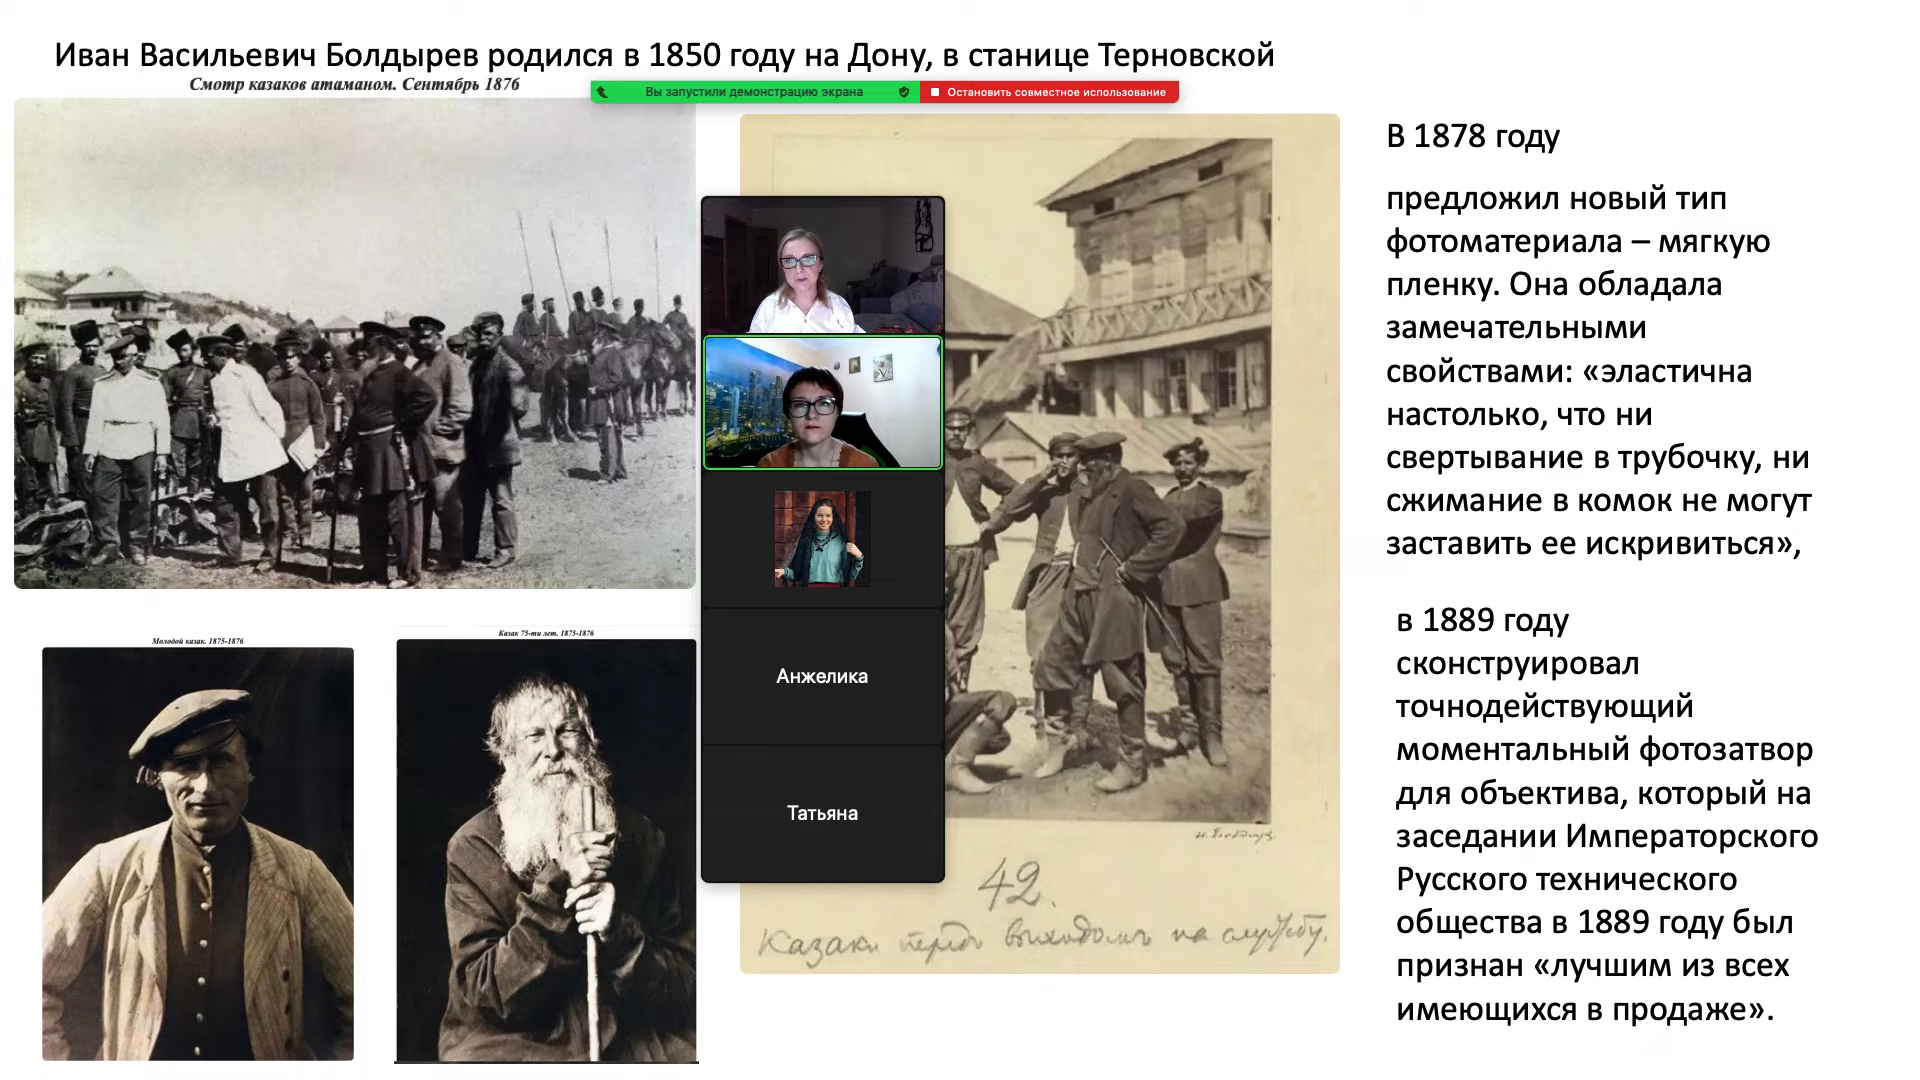 Иван Васильевич Болдырев родился в 1850 году на Дону, в станице Терновской
Смотр казаков атаманом. Сентябрь 1876
Вы запустили демонстрацию экрана
Остановить совместное использование
В 1878 году
предложил новый тип
фотоматериала – мягкую
пленку. Она обладала
замечательными
свойствами: «эластична
настолько, что ни
свертывание в трубочку, ни
сжимание в комок не могут
заставить ее искривиться»,
в 1889 году
сконструировал
точнодействующий
моментальный фотозатвор
для объектива, который на
заседании Императорского
Русского технического
общества в 1889 году был
признан «лучшим из всех
имеющихся в продаже».
Молодой казак. 1875-1876
Казак 75-ти лет. 1875-1876
Анжелика
Татьяна
42.
Казаки передъ выходомъ на службу.